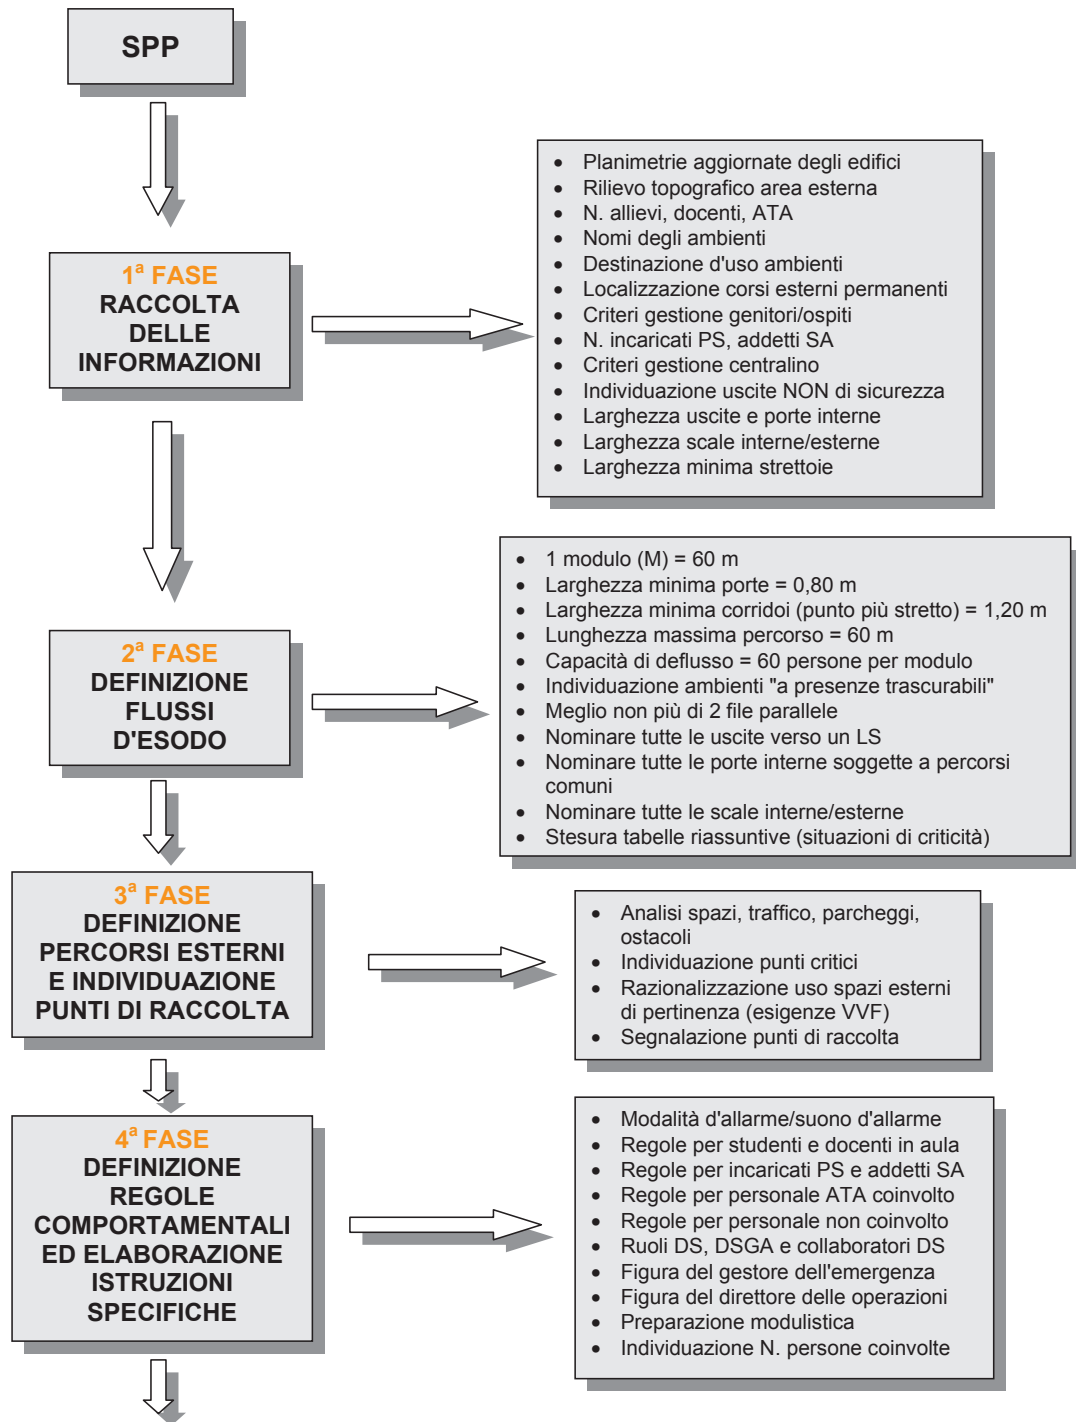 SPP
1ª FASE
RACCOLTA
DELLE
INFORMAZIONI
• Planimetrie aggiornate degli edifici
• Rilievo topografico area esterna
• N. allievi, docenti, ATA
• Nomi degli ambienti
• Destinazione d'uso ambienti
• Localizzazione corsi esterni permanenti
• Criteri gestione genitori/ospiti
• N. incaricati PS, addetti SA
• Criteri gestione centralino
• Individuazione uscite NON di sicurezza
• Larghezza uscite e porte interne
• Larghezza scale interne/esterne
• Larghezza minima strettoie
2ª FASE
DEFINIZIONE
FLUSSI
D'ESODO
• 1 modulo (M) = 60 m
• Larghezza minima porte = 0,80 m
• Larghezza minima corridoi (punto più stretto) = 1,20 m
• Lunghezza massima percorso = 60 m
• Capacità di deflusso = 60 persone per modulo
• Individuazione ambienti "a presenze trascurabili"
• Meglio non più di 2 file parallele
• Nominare tutte le uscite verso un LS
• Nominare tutte le porte interne soggette a percorsi
comuni
• Nominare tutte le scale interne/esterne
• Stesura tabelle riassuntive (situazioni di criticità)
3ª FASE
DEFINIZIONE
PERCORSI ESTERNI
E INDIVIDUAZIONE
PUNTI DI RACCOLTA
• Analisi spazi, traffico, parcheggi,
ostacoli
• Individuazione punti critici
• Razionalizzazione uso spazi esterni
di pertinenza (esigenze VVF)
• Segnalazione punti di raccolta
4ª FASE
DEFINIZIONE
REGOLE
COMPORTAMENTALI
ED ELABORAZIONE
ISTRUZIONI
SPECIFICHE
• Modalità d'allarme/suono d'allarme
• Regole per studenti e docenti in aula
• Regole per incaricati PS e addetti SA
• Regole per personale ATA coinvolto
• Regole per personale non coinvolto
• Ruoli DS, DSGA e collaboratori DS
• Figura del gestore dell'emergenza
• Figura del direttore delle operazioni
• Preparazione modulistica
• Individuazione N. persone coinvolte